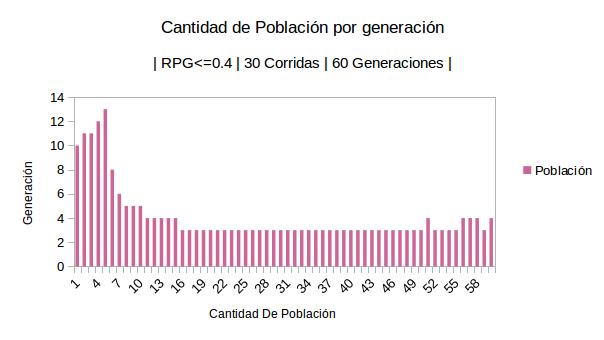 Cantidad de Población por generación
| RPG<=0.4 | 30 Corridas | 60 Generaciones |
14
12
10
8
6
4
2
0
Generación
1 4 7 10 13 16 19 22 25 28 31 34 37 40 43 46 49 52 55 58
Cantidad De Población
Población